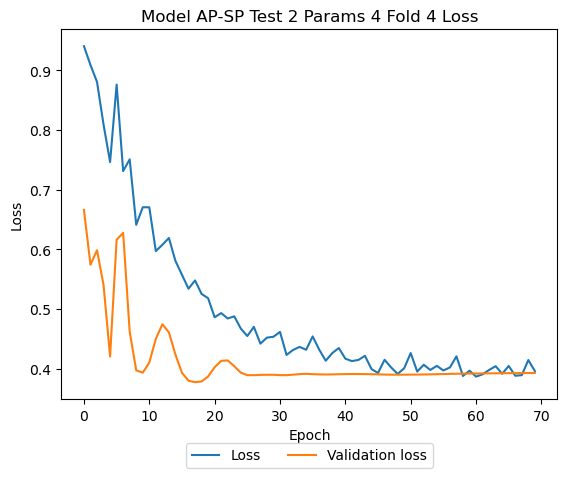 Model AP-SP Test 2 Params 4 Fold 4 Loss
0.9
0.8
0.7
0.6
0.5
0.4
Loss
0 10 20 30 40 50 60 70
Epoch
Loss Validation loss